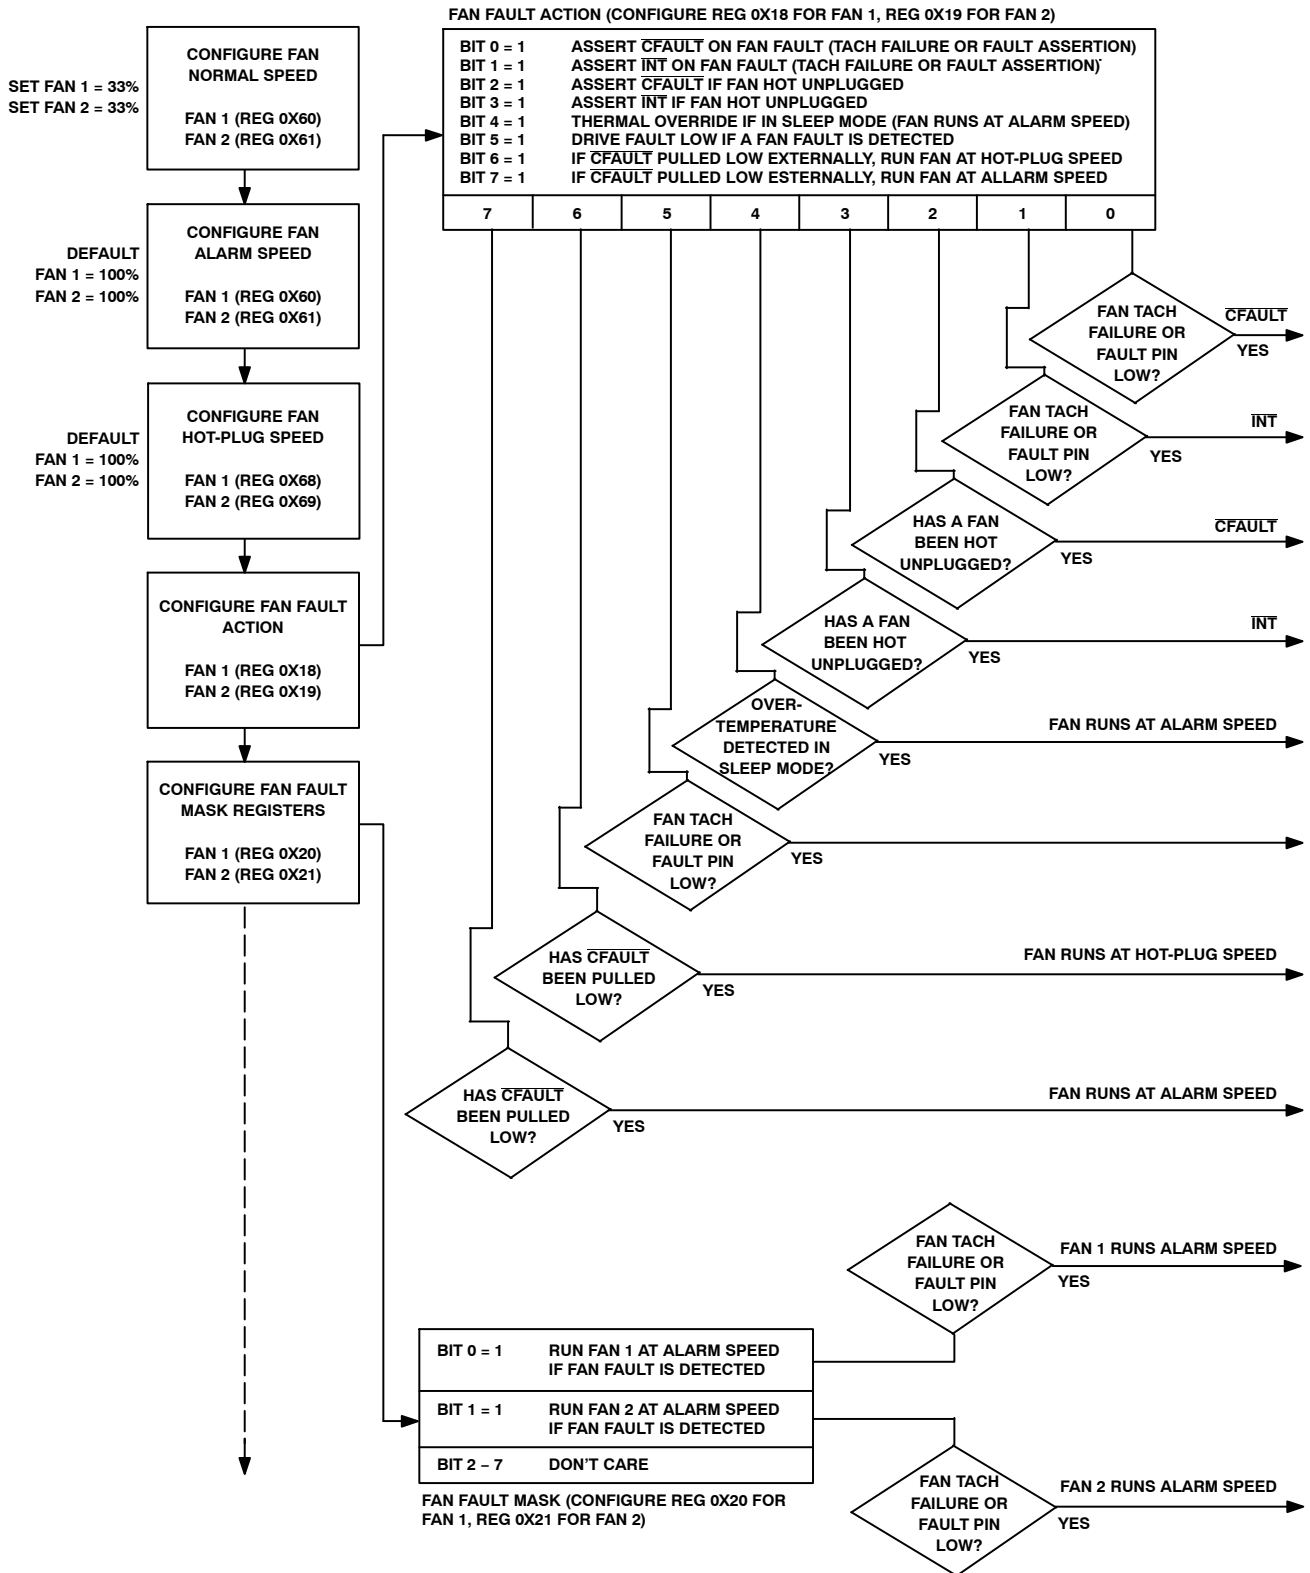 FAN FAULT ACTION (CONFIGURE REG 0X18 FOR FAN 1, REG 0X19 FOR FAN 2)
BIT 0 = 1 ASSERT CFAULT ON FAN FAULT (TACH FAILURE OR FAULT ASSERTION)
BIT 1 = 1 ASSERT INT ON FAN FAULT (TACH FAILURE OR FAULT ASSERTION)
BIT 2 = 1 ASSERT CFAULT IF FAN HOT UNPLUGGED
BIT 3 = 1 ASSERT INT IF FAN HOT UNPLUGGED
BIT 4 = 1 THERMAL OVERRIDE IF IN SLEEP MODE (FAN RUNS AT ALARM SPEED)
BIT 5 = 1 DRIVE FAULT LOW IF A FAN FAULT IS DETECTED
BIT 6 = 1 IF CFAULT PULLED LOW EXTERNALLY, RUN FAN AT HOT-PLUG SPEED
BIT 7 = 1 IF CFAULT PULLED LOW ESTERNALLY, RUN FAN AT ALLARM SPEED
7 6 5 4 3 2 1 0
SET FAN 1 = 33%
SET FAN 2 = 33%
CONFIGURE FAN
NORMAL SPEED
FAN 1 (REG 0X60)
FAN 2 (REG 0X61)
DEFAULT
FAN 1 = 100%
FAN 2 = 100%
CONFIGURE FAN
ALARM SPEED
FAN 1 (REG 0X60)
FAN 2 (REG 0X61)
DEFAULT
FAN 1 = 100%
FAN 2 = 100%
CONFIGURE FAN
HOT-PLUG SPEED
FAN 1 (REG 0X68)
FAN 2 (REG 0X69)
CONFIGURE FAN FAULT
ACTION
FAN 1 (REG 0X18)
FAN 2 (REG 0X19)
CONFIGURE FAN FAULT
MASK REGISTERS
FAN 1 (REG 0X20)
FAN 2 (REG 0X21)
FAN TACH
FAILURE OR
FAULT PIN
LOW?
CFAULT
YES
FAN TACH
FAILURE OR
FAULT PIN
LOW?
INT
YES
HAS A FAN
BEEN HOT
UNPLUGGED?
CFAULT
YES
HAS A FAN
BEEN HOT
UNPLUGGED?
INT
YES
OVER-
TEMPERATURE
DETECTED IN
SLEEP MODE?
FAN RUNS AT ALARM SPEED
YES
FAN TACH
FAILURE OR
FAULT PIN
LOW?
YES
HAS CFAULT
BEEN PULLED
LOW?
FAN RUNS AT HOT-PLUG SPEED
YES
HAS CFAULT
BEEN PULLED
LOW?
FAN RUNS AT ALARM SPEED
YES
FAN TACH
FAILURE OR
FAULT PIN
LOW?
FAN 1 RUNS ALARM SPEED
YES
BIT 0 = 1 RUN FAN 1 AT ALARM SPEED
IF FAN FAULT IS DETECTED
BIT 1 = 1 RUN FAN 2 AT ALARM SPEED
IF FAN FAULT IS DETECTED
BIT 2 – 7 DON'T CARE
FAN FAULT MASK (CONFIGURE REG 0X20 FOR
FAN 1, REG 0X21 FOR FAN 2)
FAN TACH
FAILURE OR
FAULT PIN
LOW?
FAN 2 RUNS ALARM SPEED
YES